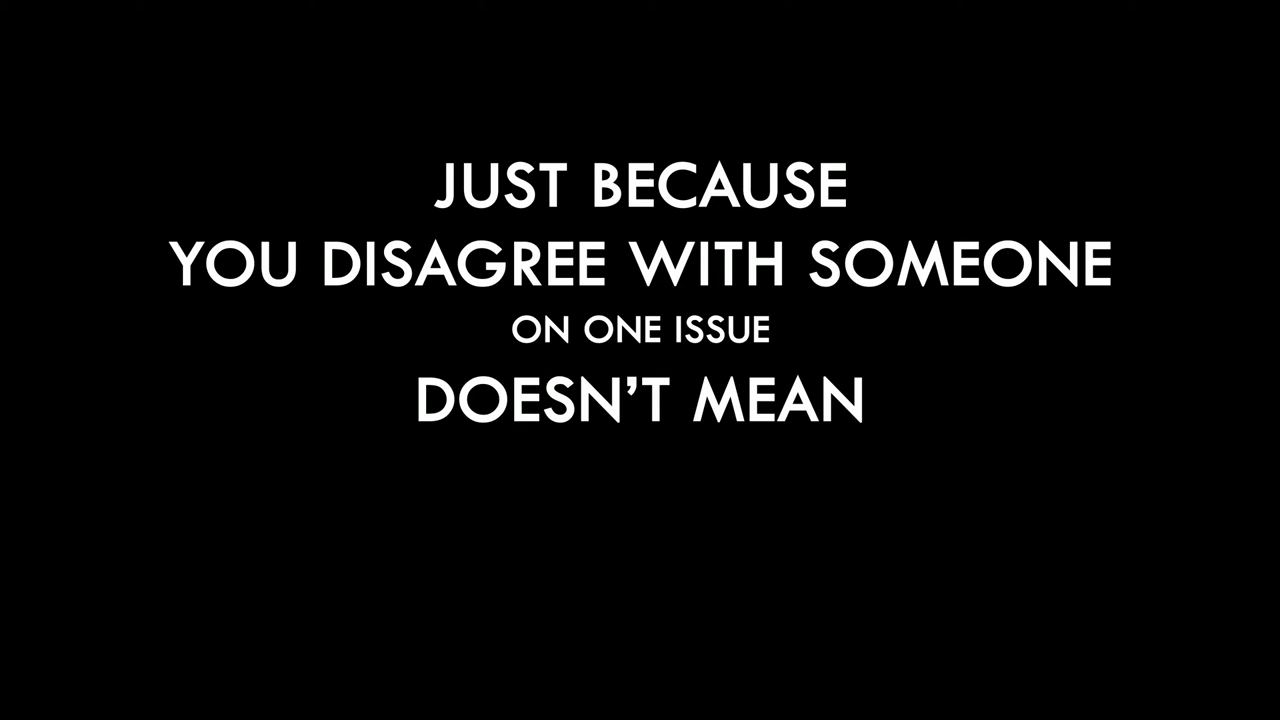 JUST BECAUSE
YOU DISAGREE WITH SOMEONE
ON ONE ISSUE
DOESN’T MEAN